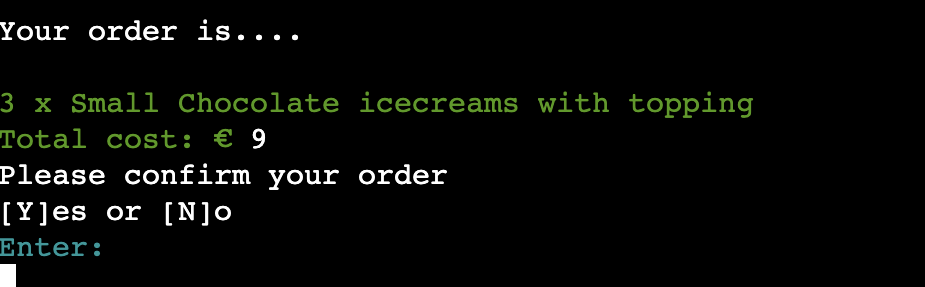 Your order is....
3 x Small Chocolate icecreams with topping
Total cost: € 9
Please confirm your order
[Y]es or [N]o
Enter: